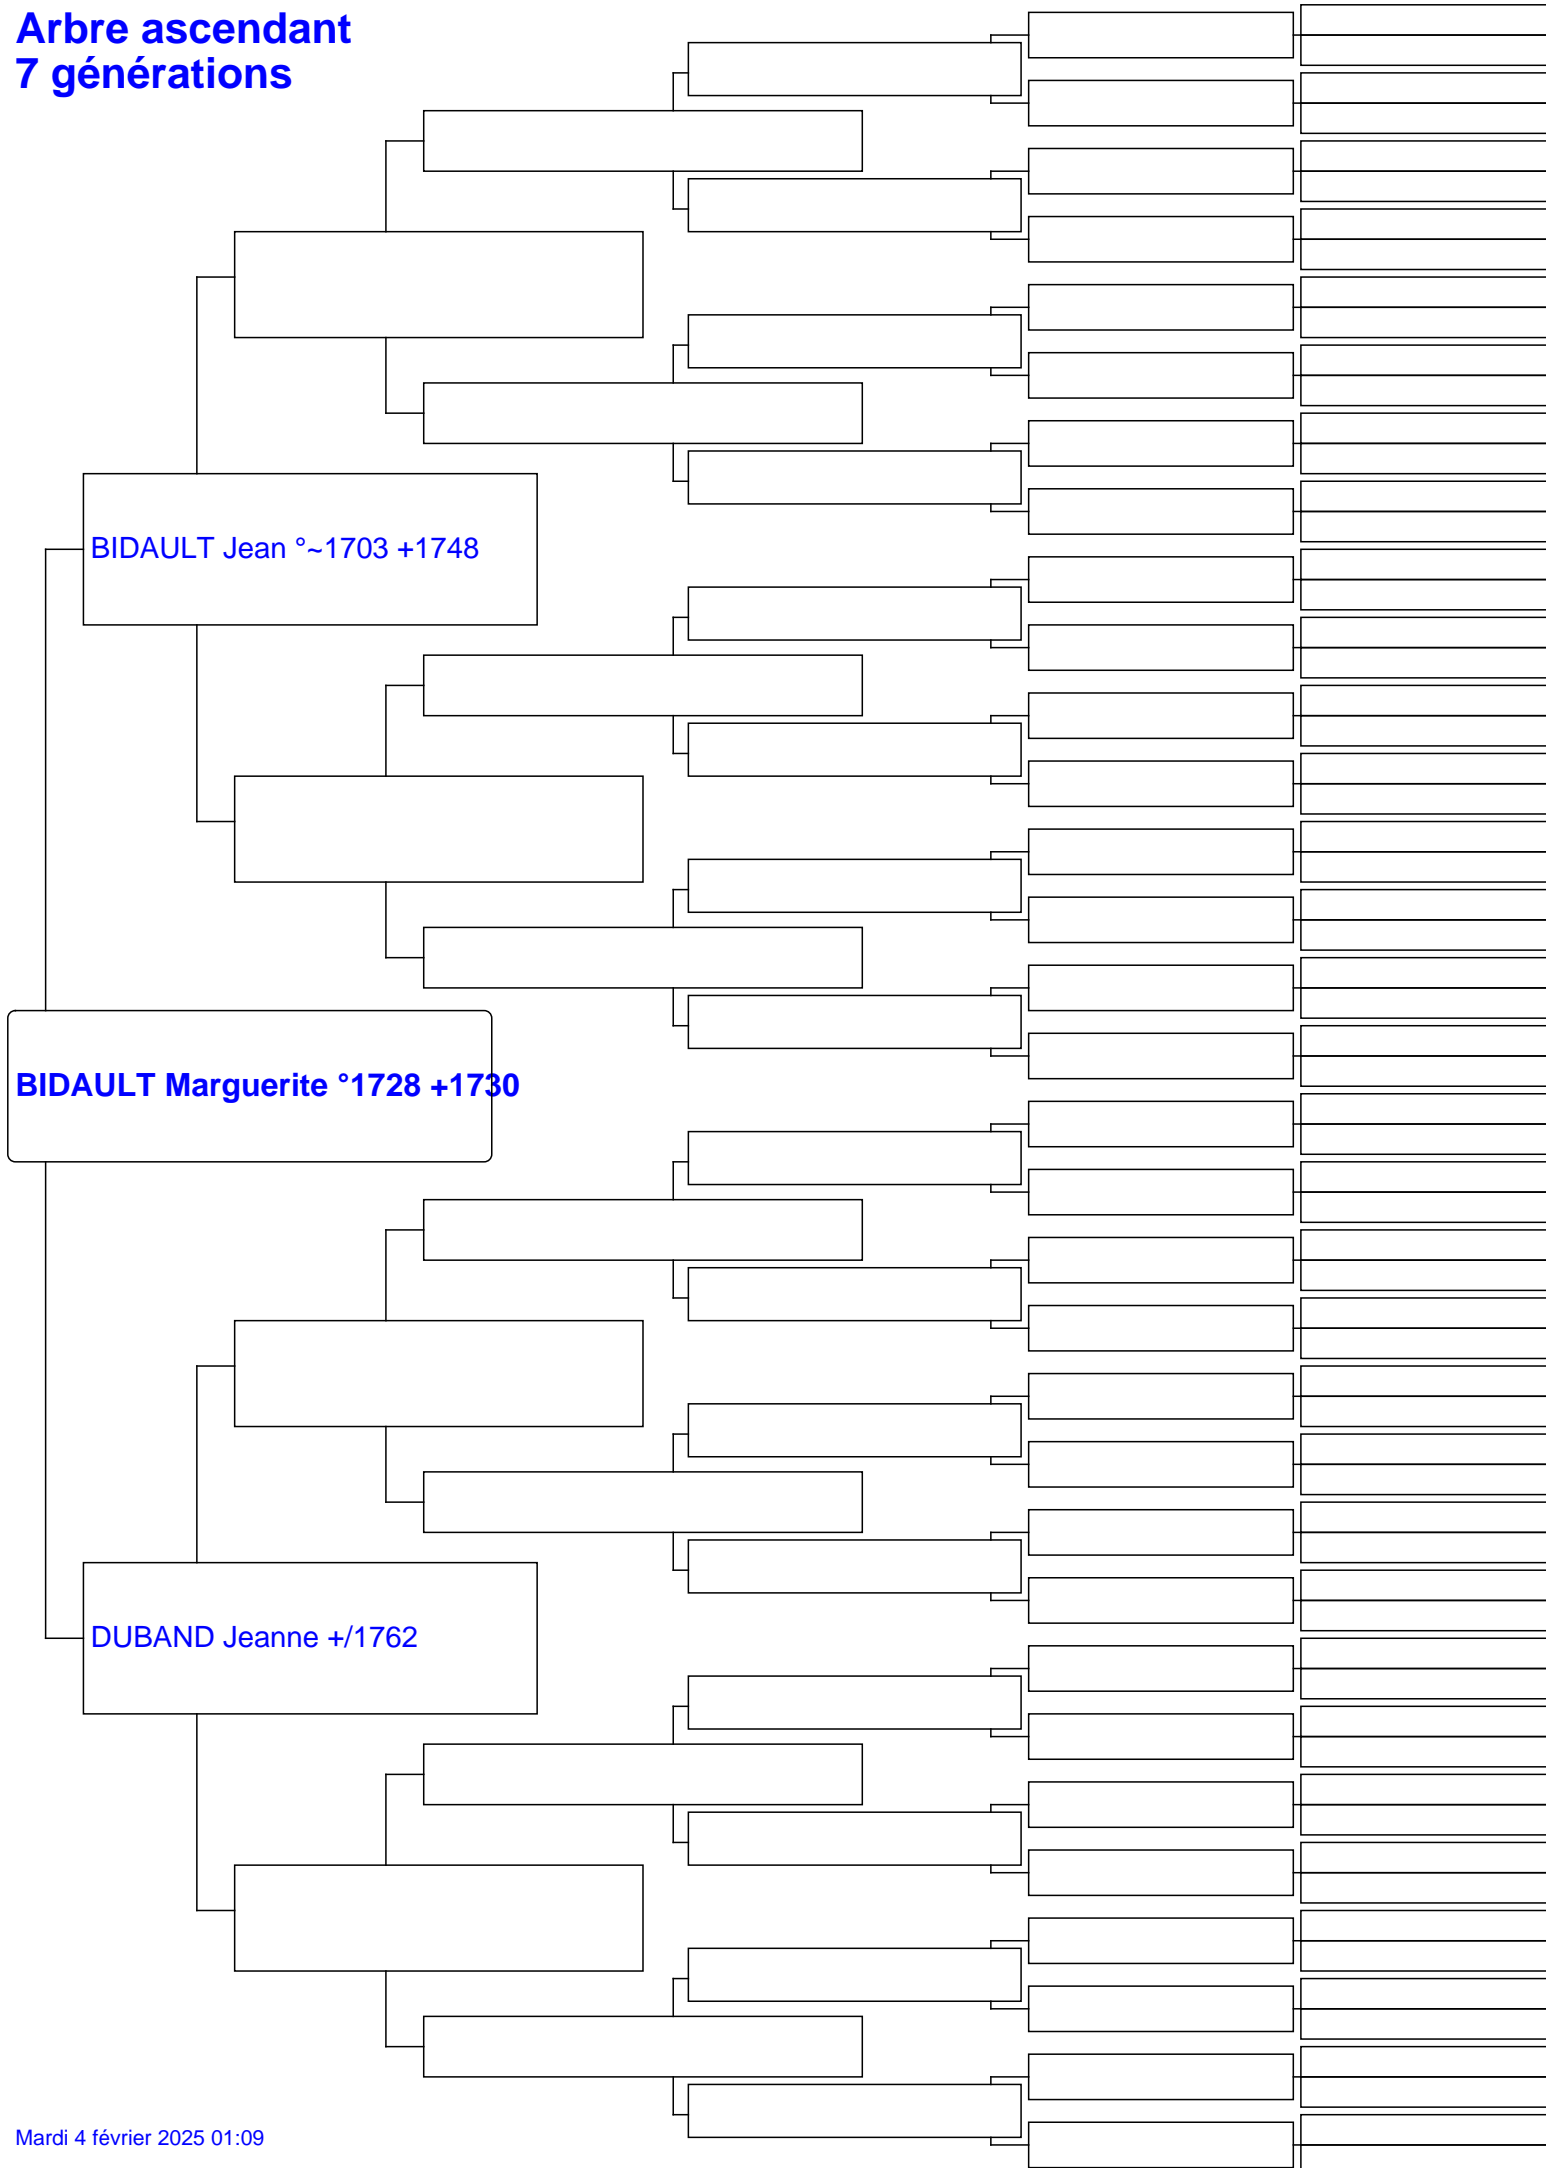 Arbre ascendant
7 générations
BIDAULT Jean °~1703 +1748
BIDAULT Marguerite °1728 +1730
DUBAND Jeanne +/1762
Mardi 4 février 2025 01:09